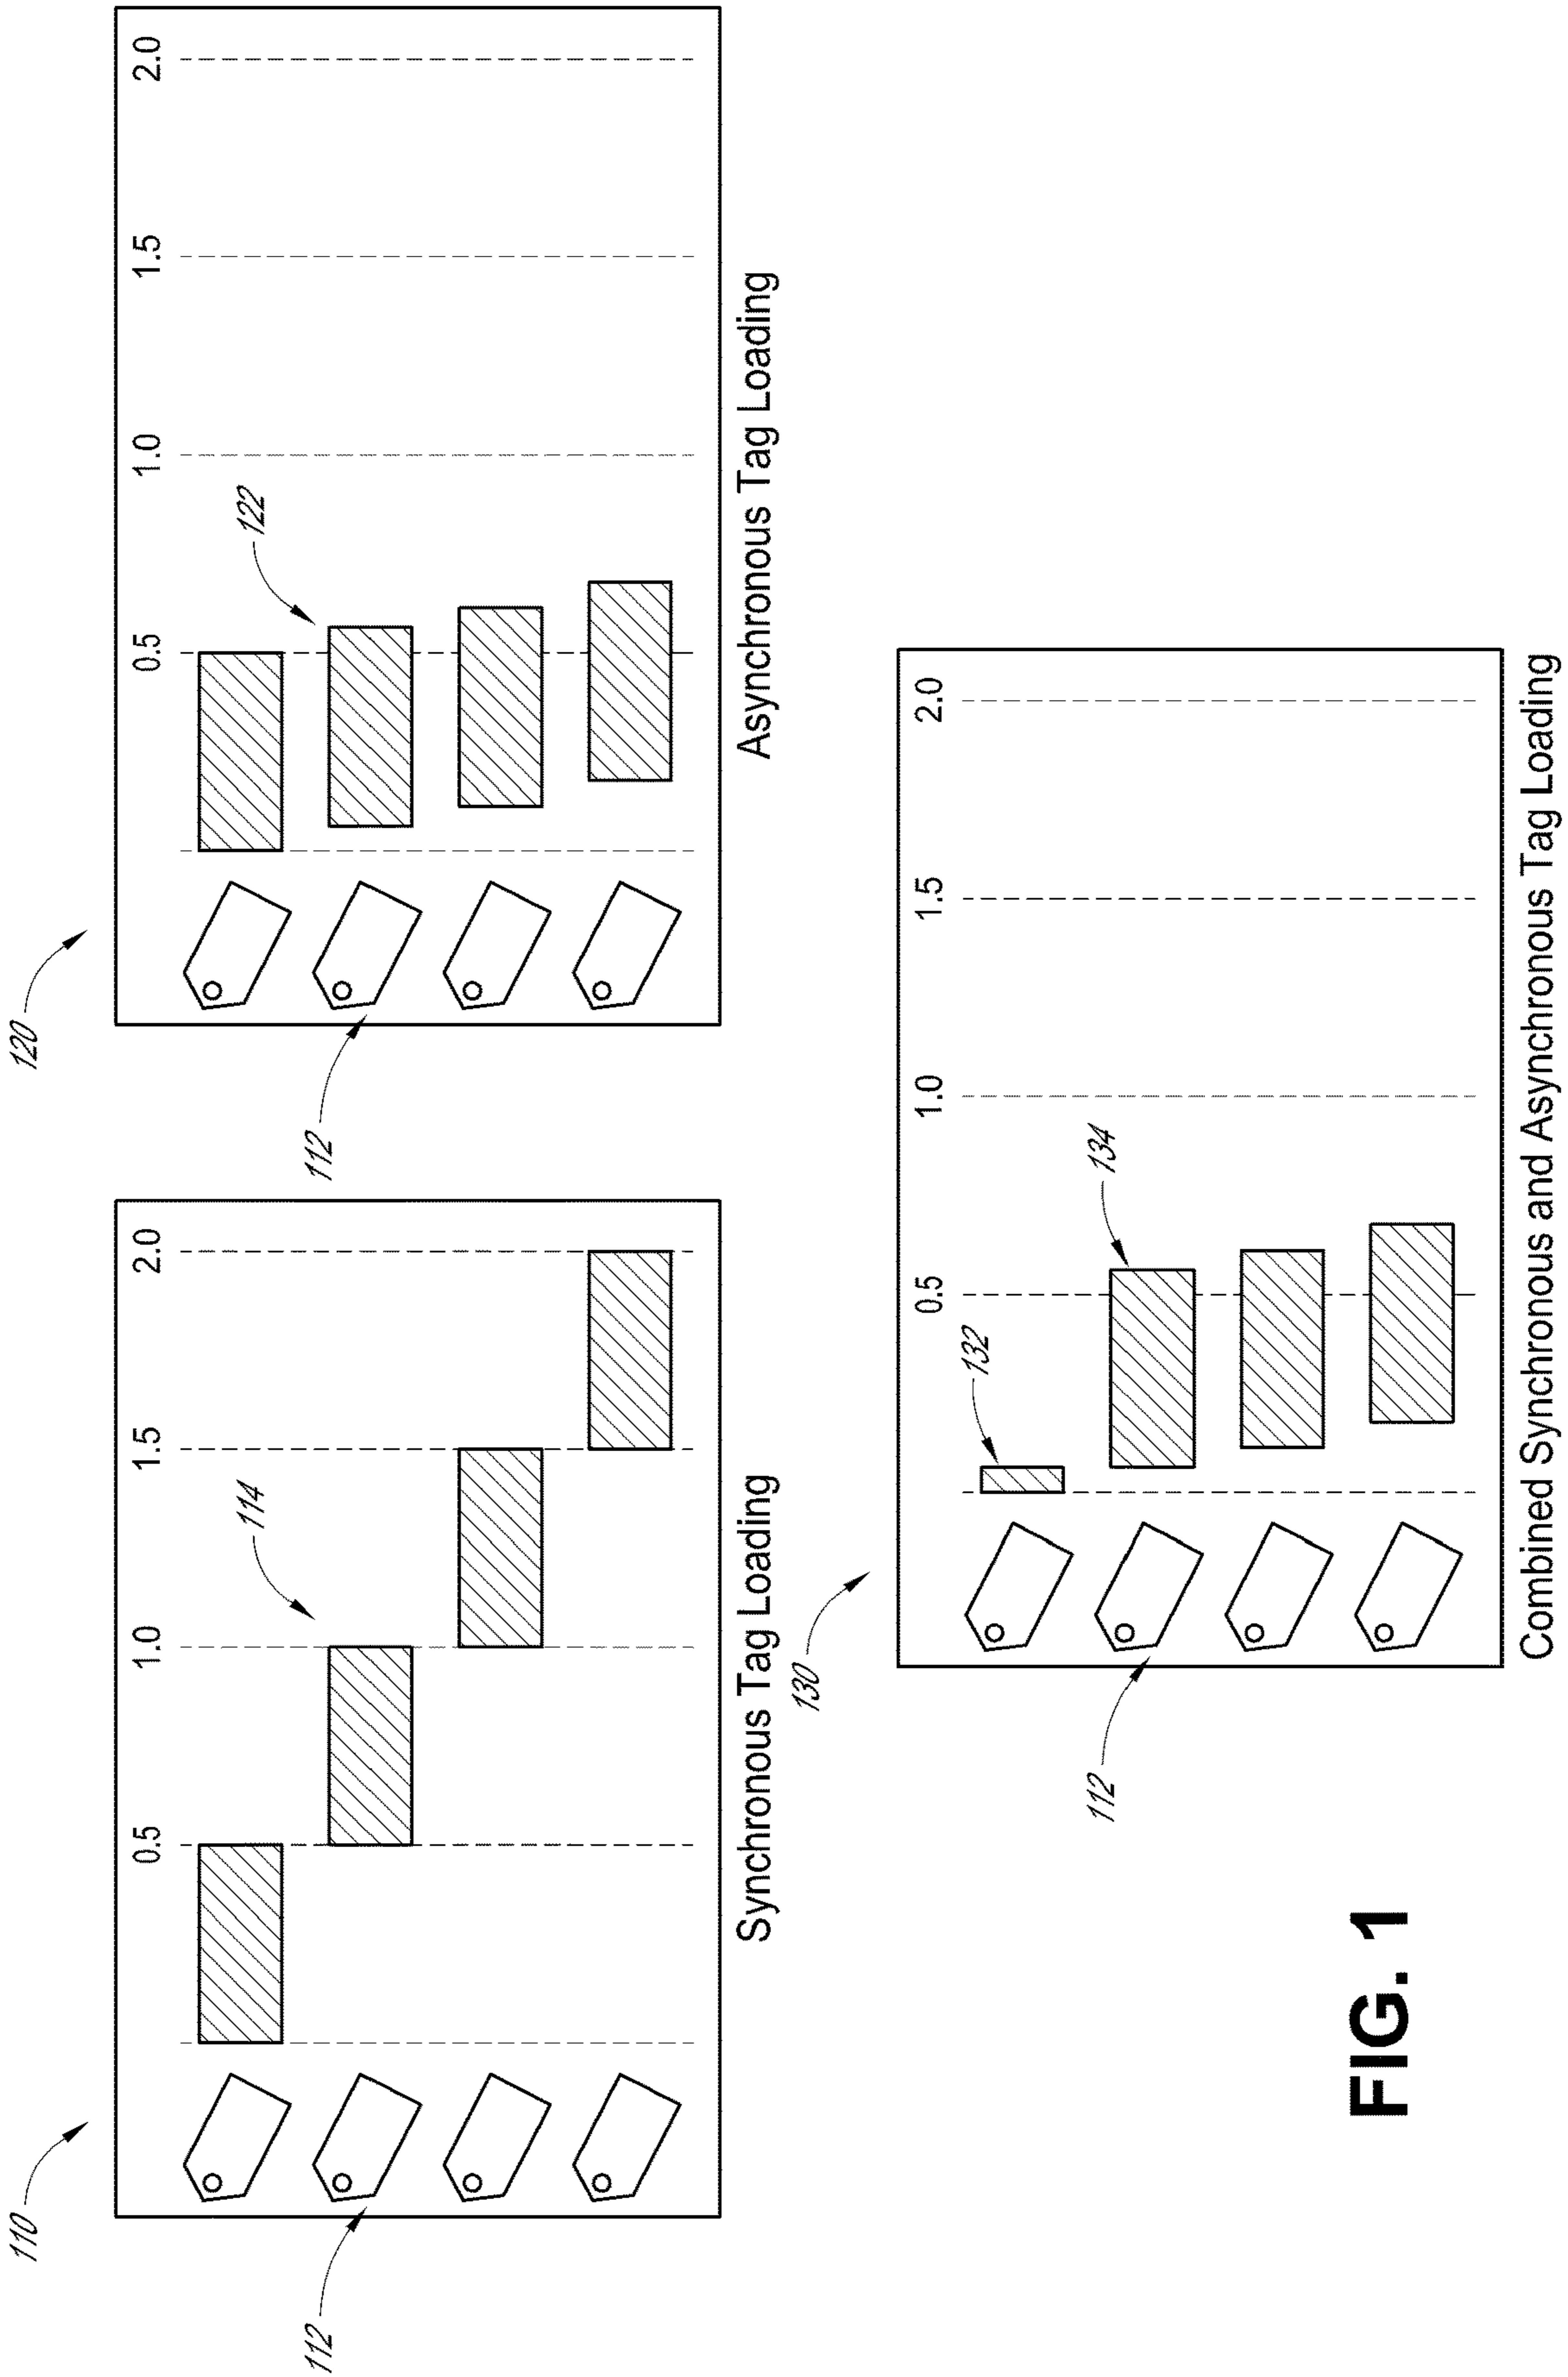 110
112
0.5 1.0 1.5 2.0
114
Synchronous Tag Loading
120
112
0.5 1.0 1.5 2.0
122
Asynchronous Tag Loading
130
112
0.5 1.0 1.5 2.0
132
134
Combined Synchronous and Asynchronous Tag Loading
FIG. 1